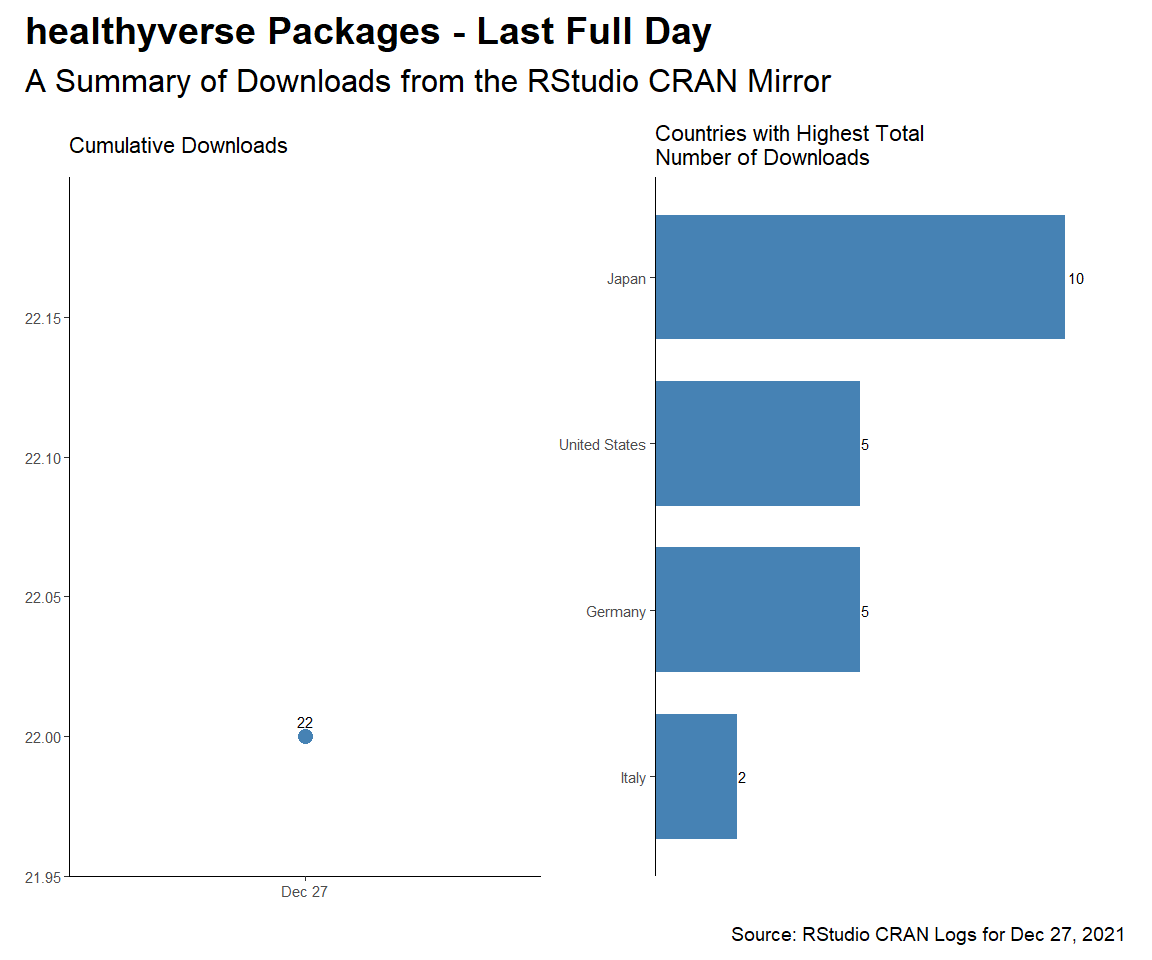 healthyverse Packages - Last Full Day
A Summary of Downloads from the RStudio CRAN Mirror
Cumulative Downloads
22.15
22.10
22.05
22.00
21.95
22
Dec 27
Countries with Highest Total
Number of Downloads
Japan
10
United States
5
Germany
5
Italy
2
Source: RStudio CRAN Logs for Dec 27, 2021